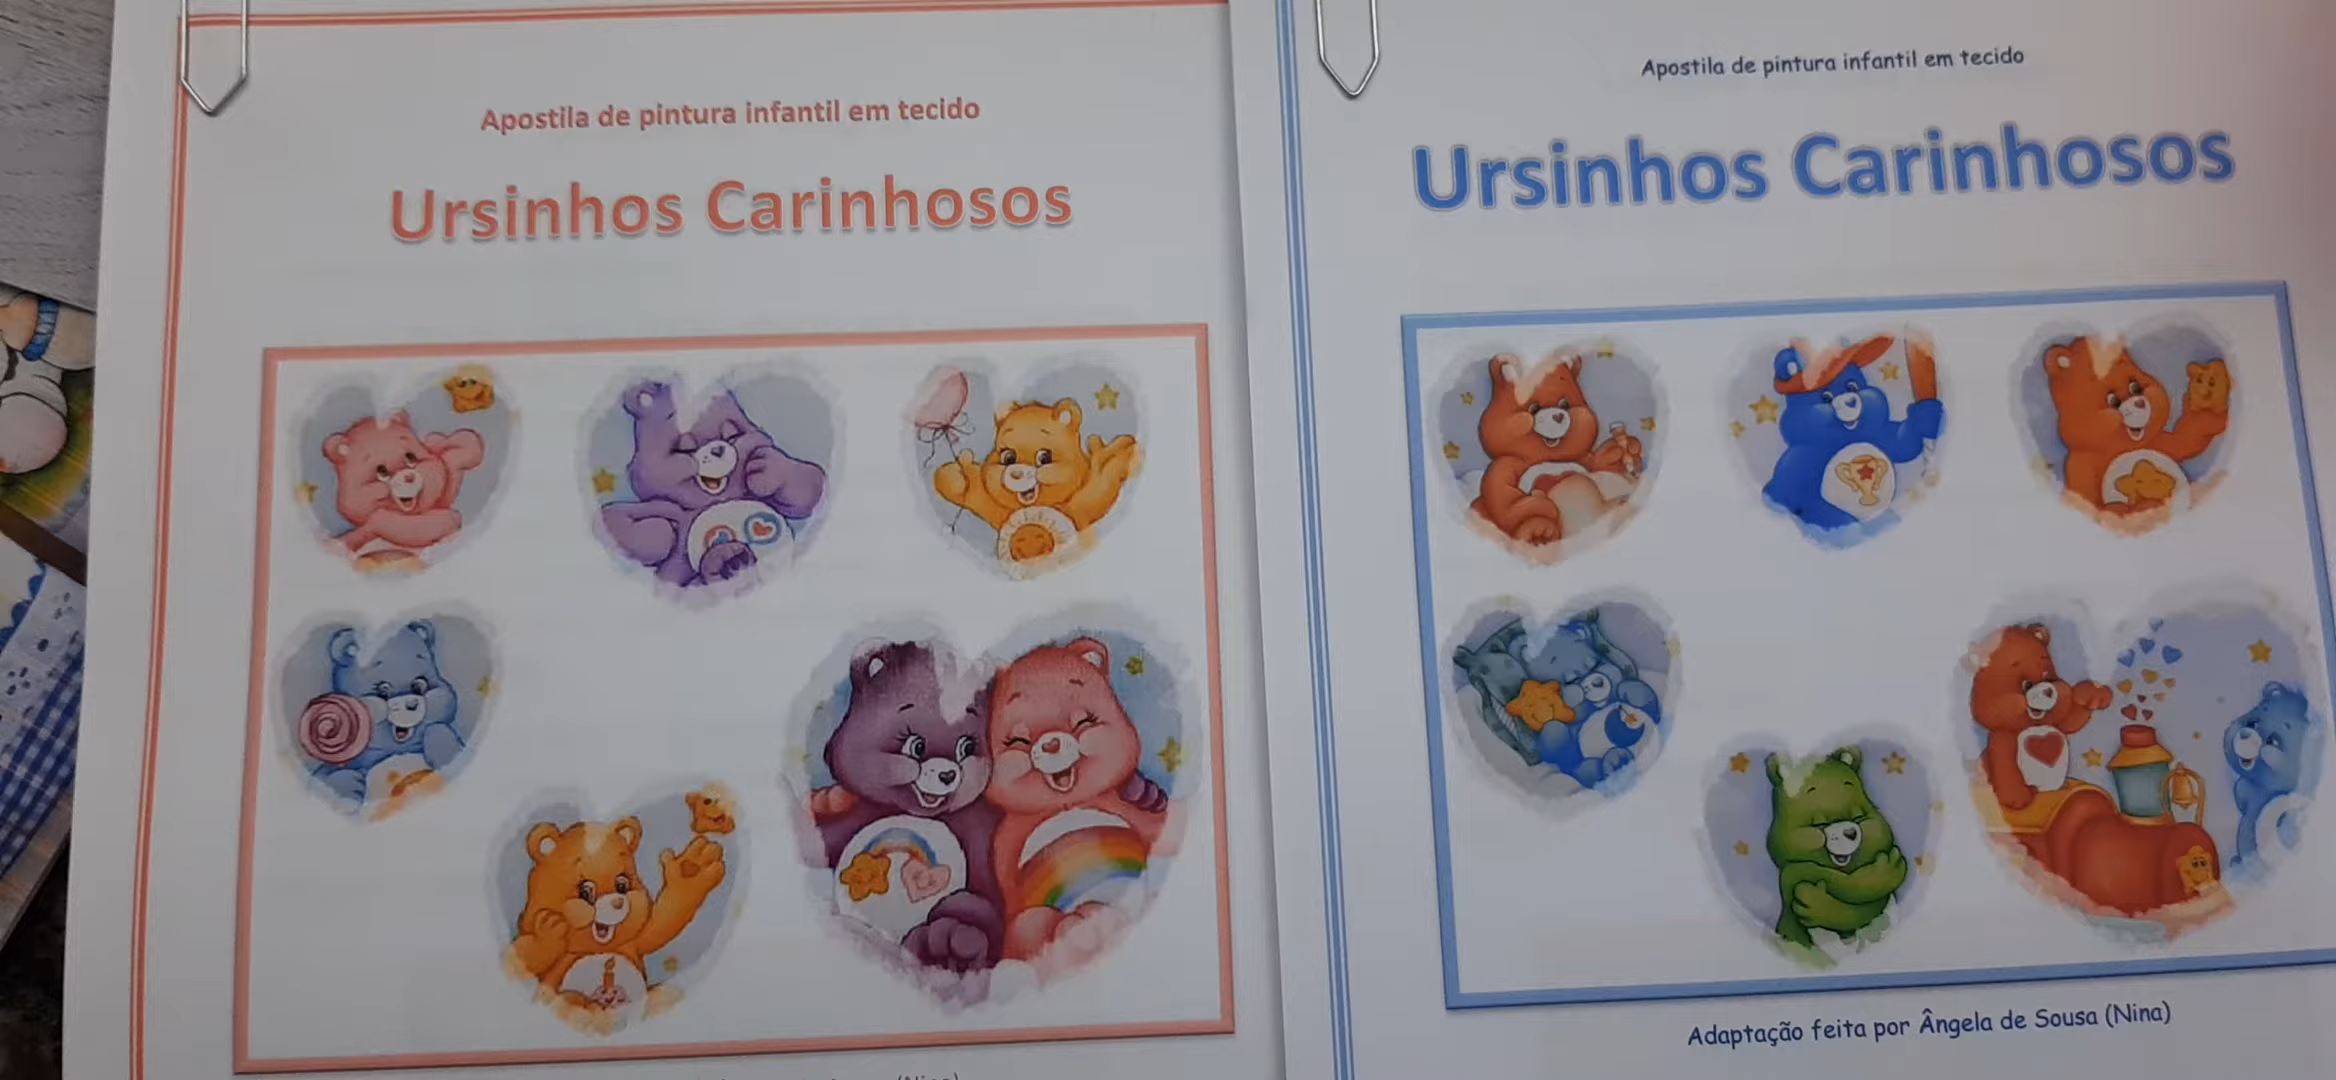 Apostila de pintura infantil em tecido
Ursinhos Carinhosos
Apostila de pintura infantil em tecido
Ursinhos Carinhosos
Adaptação feita por Ângela de Sousa (Nina)